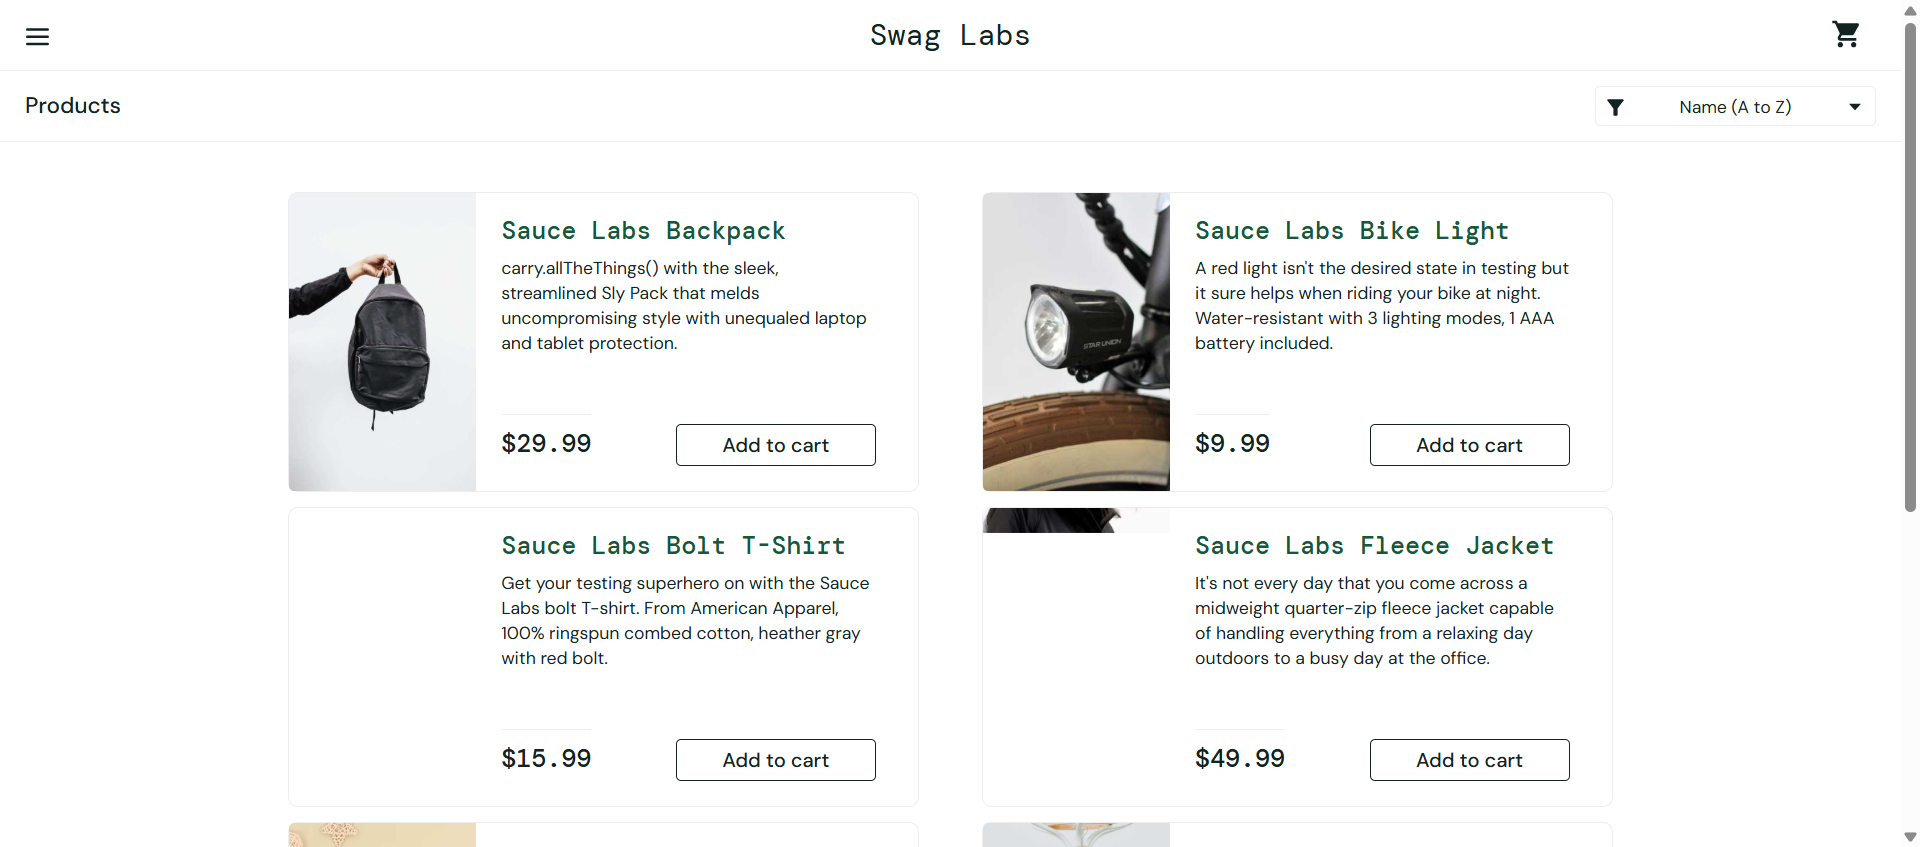 Swag Labs
Products
Name (A to Z)
Sauce Labs Backpack
carry.allTheThings() with the sleek,
streamlined Sly Pack that melds
uncompromising style with unequaled laptop
and tablet protection.
$29.99
Add to cart
Sauce Labs Bike Light
A red light isn't the desired state in testing but
it sure helps when riding your bike at night.
Water-resistant with 3 lighting modes, 1 AAA
battery included.
STAR UNION
$9.99
Add to cart
Sauce Labs Bolt T-Shirt
Get your testing superhero on with the Sauce
Labs bolt T-shirt. From American Apparel,
100% ringspun combed cotton, heather gray
with red bolt.
$15.99
Add to cart
Sauce Labs Fleece Jacket
It's not every day that you come across a
midweight quarter-zip fleece jacket capable
of handling everything from a relaxing day
outdoors to a busy day at the office.
$49.99
Add to cart